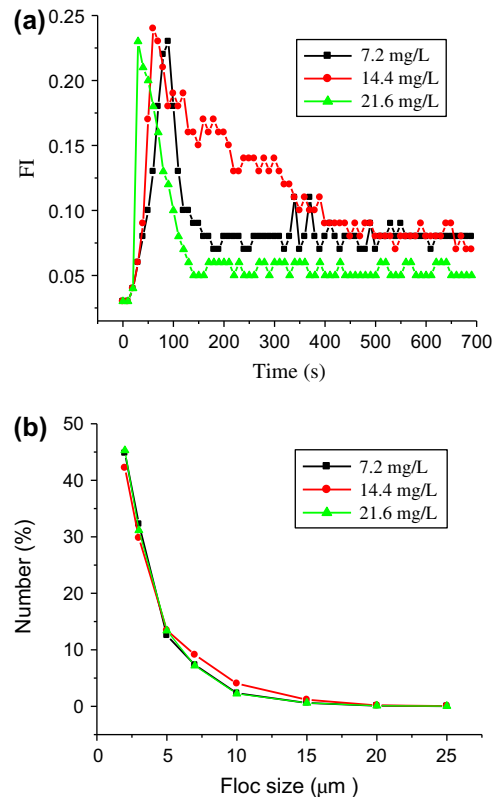 (a)
0.25
0.20
0.15
0.10
0.05
FI
7.2 mg/L
14.4 mg/L
21.6 mg/L
0 100 200 300 400 500 600 700
Time (s)
(b)
50
40
30
20
10
0
Number (%)
7.2 mg/L
14.4 mg/L
21.6 mg/L
0 5 10 15 20 25
Floc size (μm )